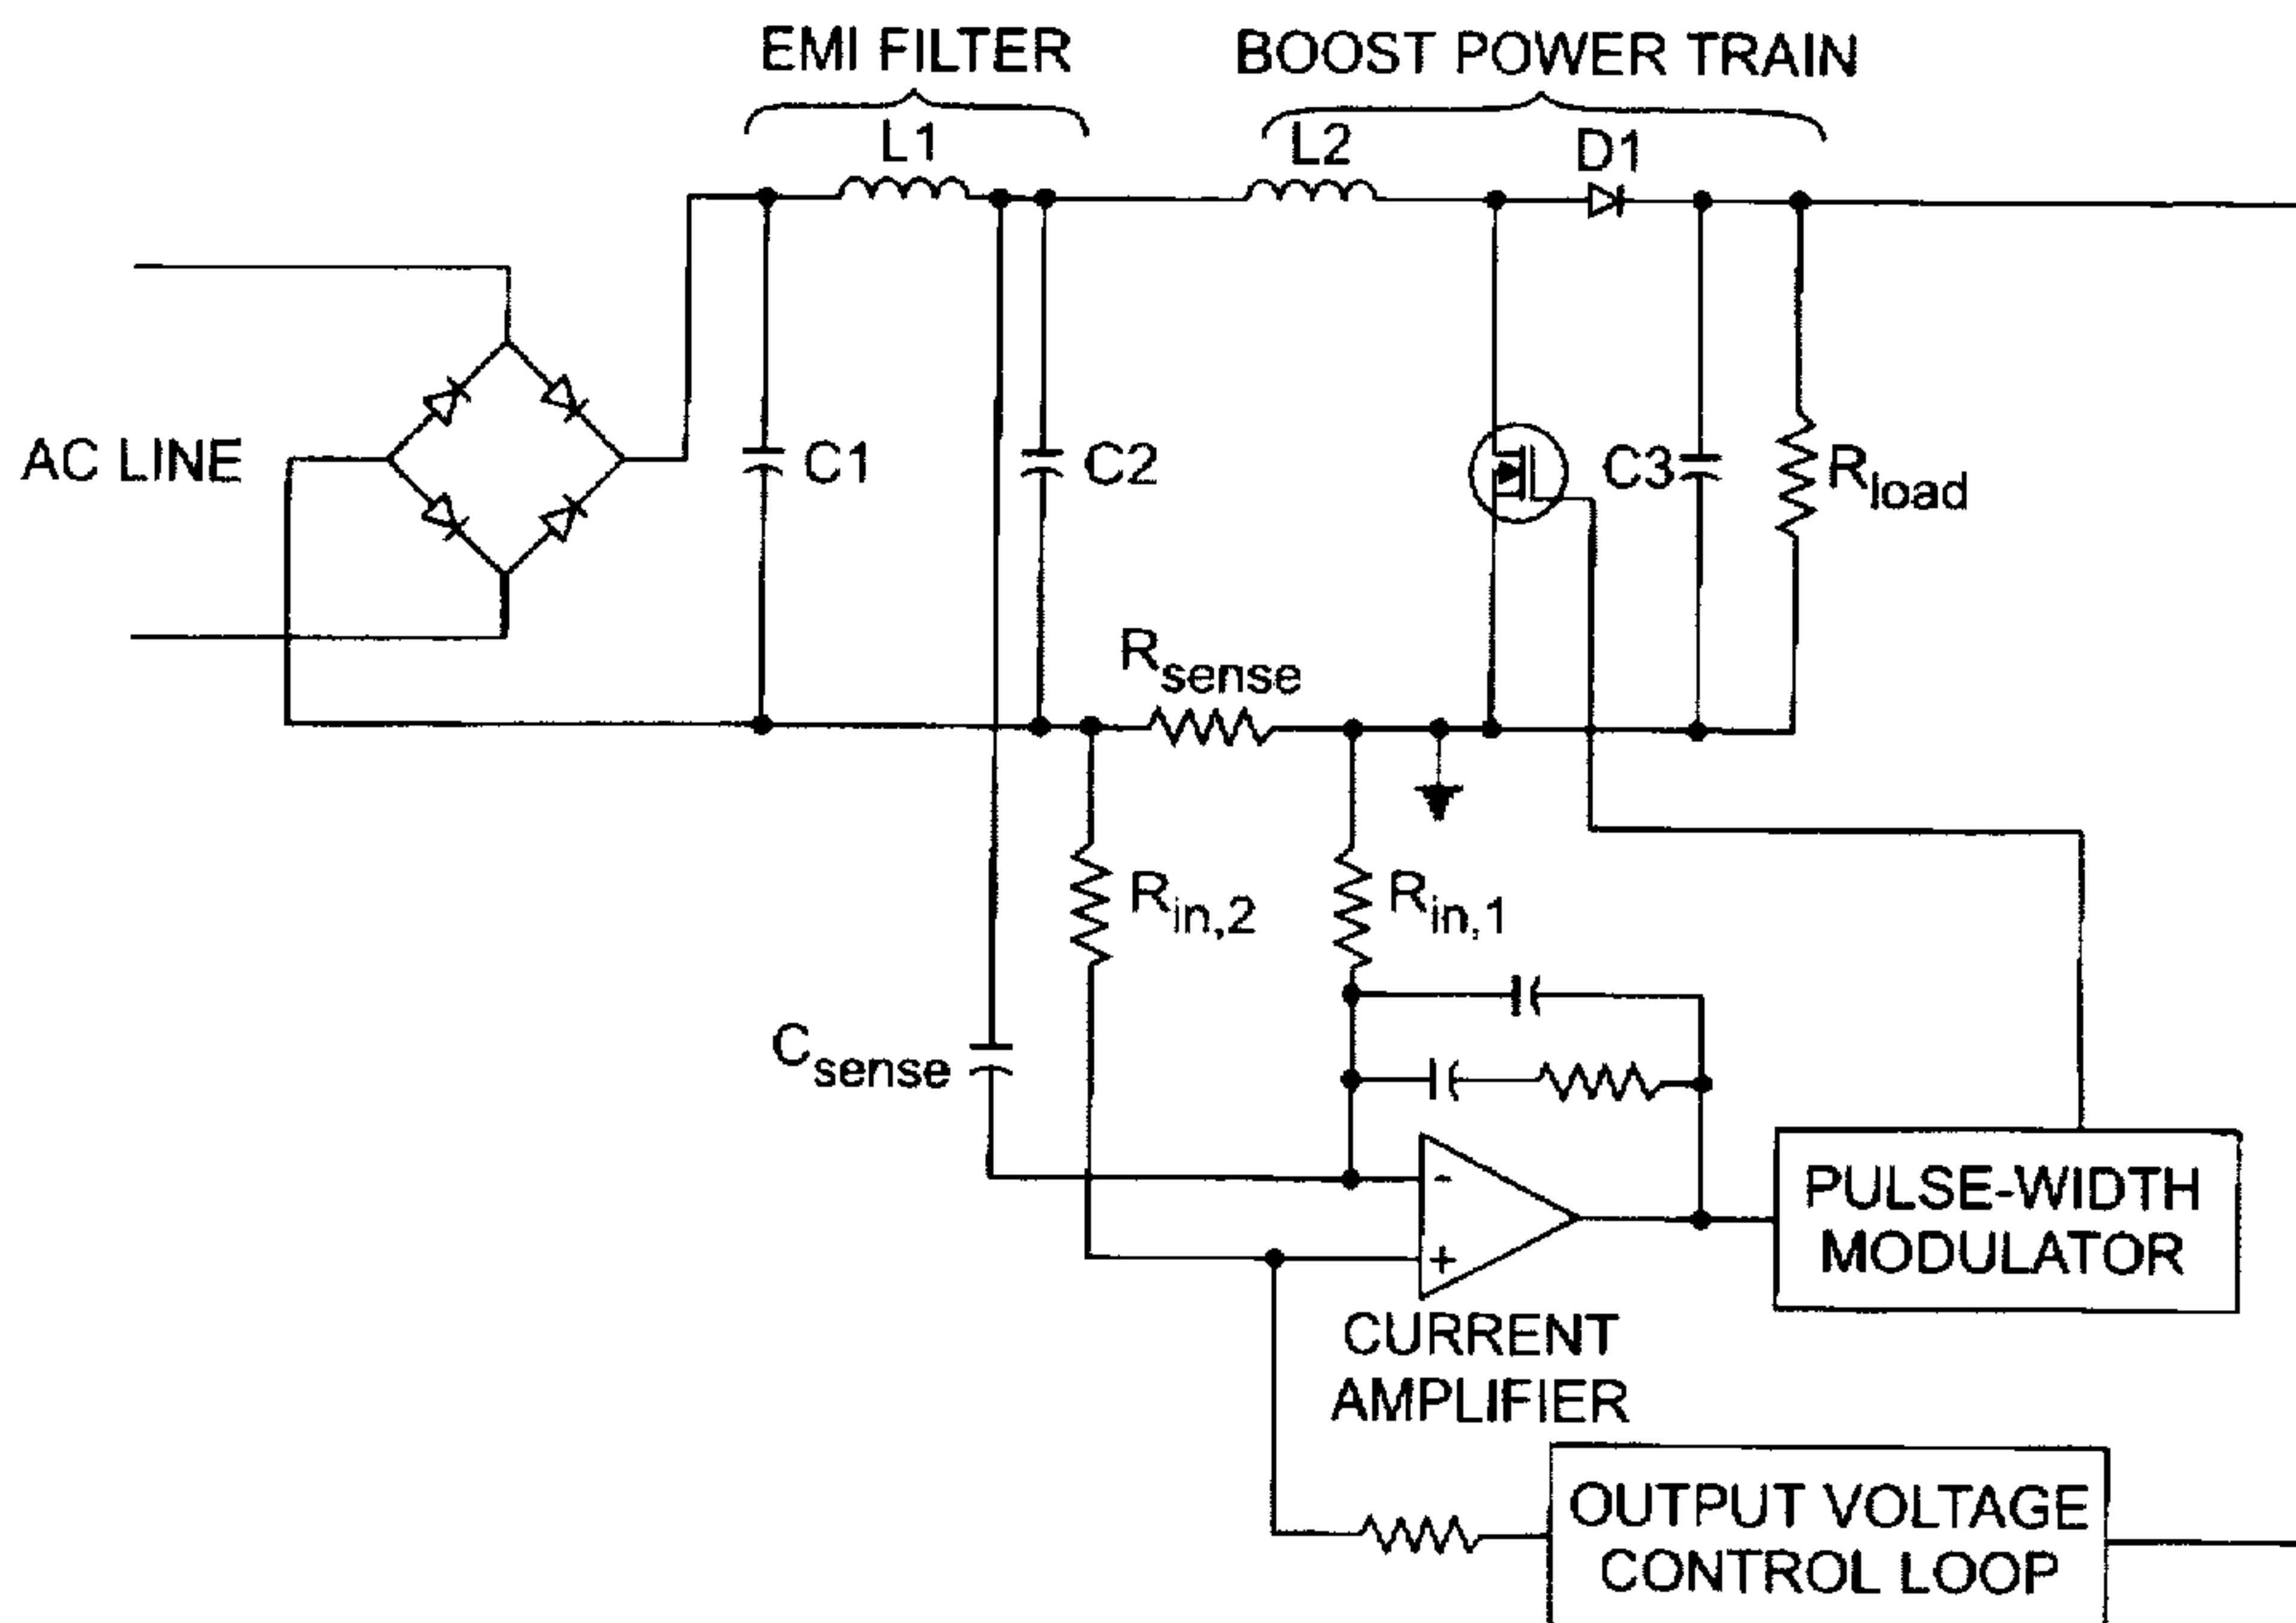 EMI FILTER
BOOST POWER TRAIN
L1
L2
D1
AC LINE
C1
C2
C3
Rload
Rsense
Rin,2
Rin,1
Csense
-
+
CURRENT
AMPLIFIER
PULSE-WIDTH
MODULATOR
OUTPUT VOLTAGE
CONTROL LOOP